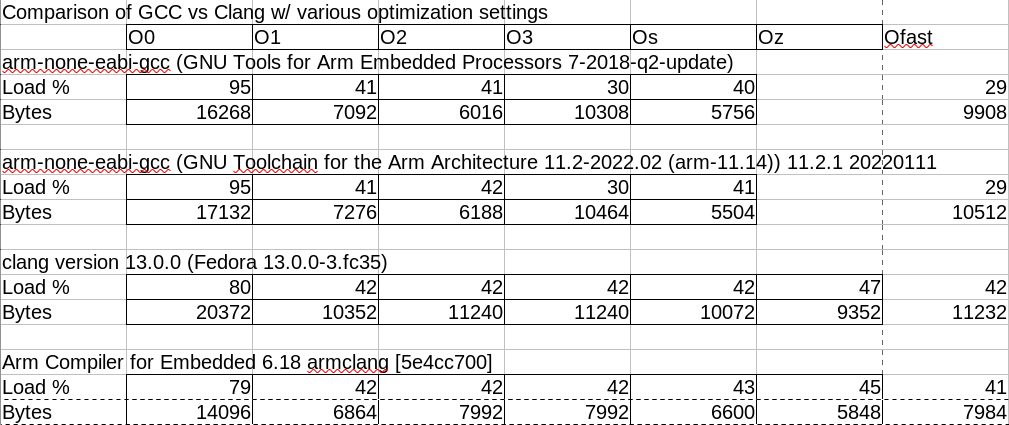 Comparison of GCC vs Clang w/ various optimization settings
O0 O1 O2 O3 Os Oz Ofast
arm-none-eabi-gcc (GNU Tools for Arm Embedded Processors 7-2018-q2-update)
Load % 95 41 41 30 40 29
Bytes 16268 7092 6016 10308 5756 9908
arm-none-eabi-gcc (GNU Toolchain for the Arm Architecture 11.2-2022.02 (arm-11.14)) 11.2.1 20220111
Load % 95 41 42 30 41 29
Bytes 17132 7276 6188 10464 5504 10512
clang version 13.0.0 (Fedora 13.0.0-3.fc35)
Load % 80 42 42 42 42 47 42
Bytes 20372 10352 11240 11240 10072 9352 11232
Arm Compiler for Embedded 6.18 armclang [5e4cc700]
Load % 79 42 42 42 43 45 41
Bytes 14096 6864 7992 7992 6600 5848 7984